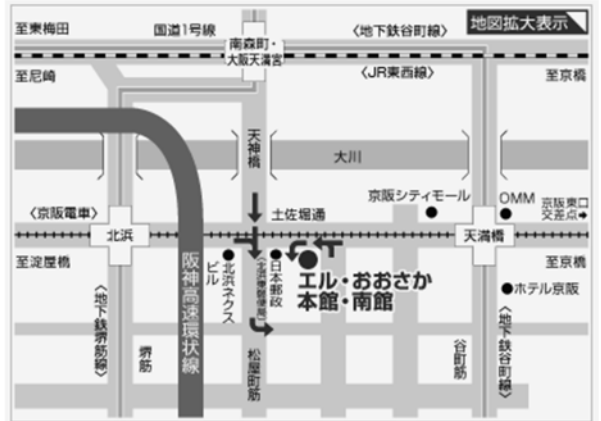 至東梅田
国道1号線
〈地下鉄谷町線〉
地図拡大表示
南森町・
大阪天満宮
至尼崎
〈JR東西線〉
至京橋
天神橋
大川
京阪シティモール
OMM
京阪東口
交差点
〈京阪電車〉
土佐堀通
北浜
天満橋
至淀屋橋
至京橋
阪神高速環状線
北浜ネクス
ビル
〈北浜東郵便局〉
日本郵政
エル・おおさか
本館・南館
ホテル京阪
〈地下鉄堺筋線〉
堺筋
松屋町筋
谷町筋
〈地下鉄谷町線〉